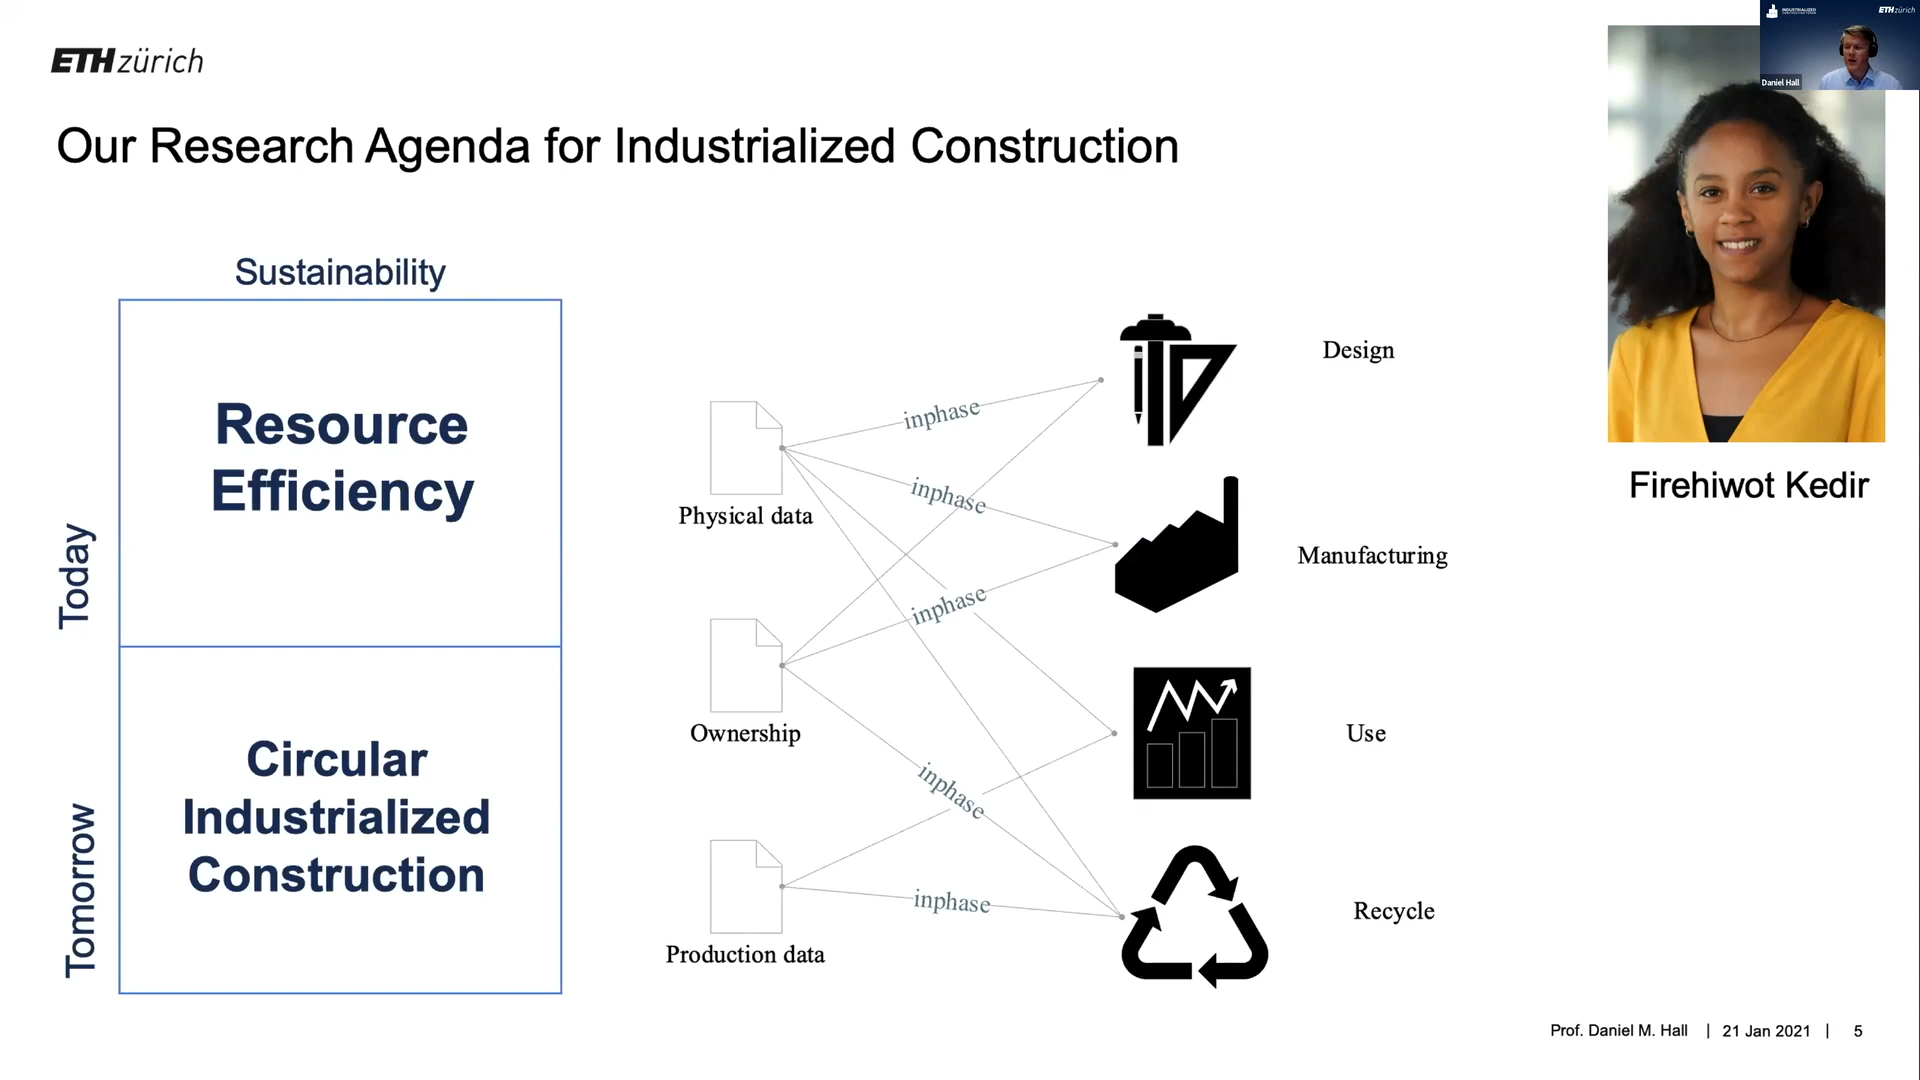 ETH zürich
INDUSTRIALIZED
ETH zürich
Daniel Hall
Our Research Agenda for Industrialized Construction
Sustainability
Resource
Efficiency
Today
Circular
Industrialized
Construction
Tomorrow
Physical data
Ownership
Production data
inphase
inphase
inphase
inphase
inphase
Design
Manufacturing
Use
Recycle
Firehiwot Kedir
Prof. Daniel M. Hall | 21 Jan 2021 | 5